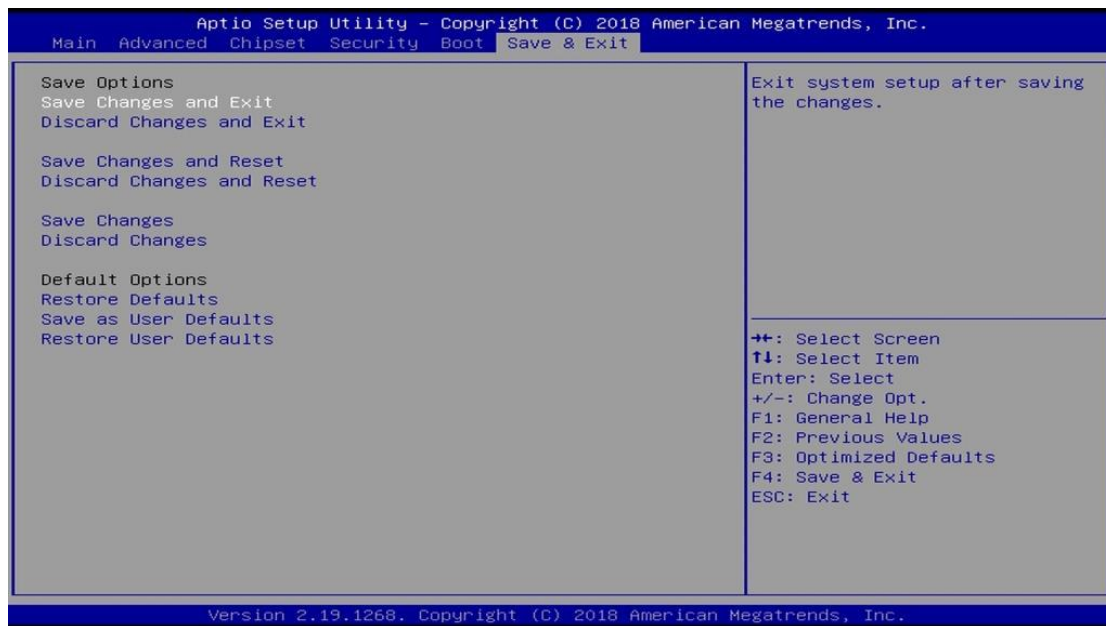 Aptio Setup Utility – Copyright (C) 2018 American Megatrends, Inc.
Main Advanced Chipset Security Boot Save & Exit
Save Options
Save Changes and Exit
Discard Changes and Exit
Save Changes and Reset
Discard Changes and Reset
Save Changes
Discard Changes
Default Options
Restore Defaults
Save as User Defaults
Restore User Defaults
Exit system setup after saving
the changes.
→←: Select Screen
↑↓: Select Item
Enter: Select
+/-: Change Opt.
F1: General Help
F2: Previous Values
F3: Optimized Defaults
F4: Save & Exit
ESC: Exit
Version 2.19.1268. Copyright (C) 2018 American Megatrends, Inc.